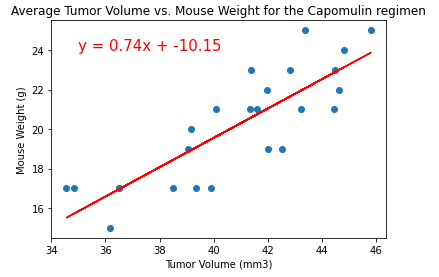 Average Tumor Volume vs. Mouse Weight for the Capomulin regimen
y = 0.74x + -10.15
Mouse Weight (g)
24
22
20
18
16
34 36 38 40 42 44 46
Tumor Volume (mm3)